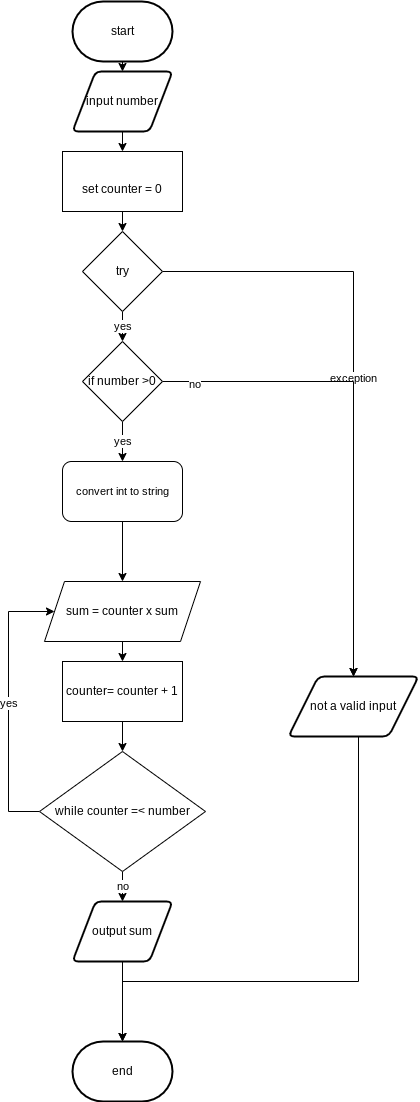 start
input number
set counter = 0
try
yes
if number >0
no
exception
yes
convert int to string
sum = counter x sum
counter= counter + 1
yes
not a valid input
while counter =< number
no
output sum
end